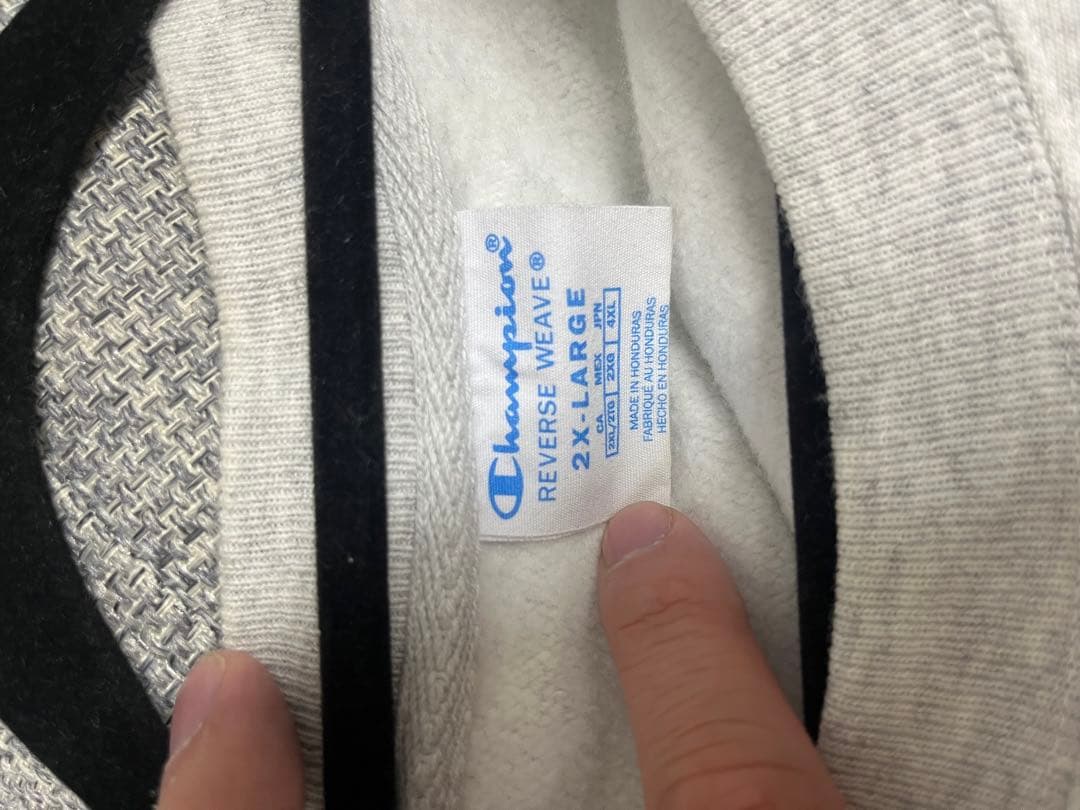 Champion®
REVERSE WEAVE®
2X-LARGE
CA MEX JPN
2XL/2TG 2XG 4XL
MADE IN HONDURAS
FABRIQUÉ AU HONDURAS
HECHO EN HONDURAS